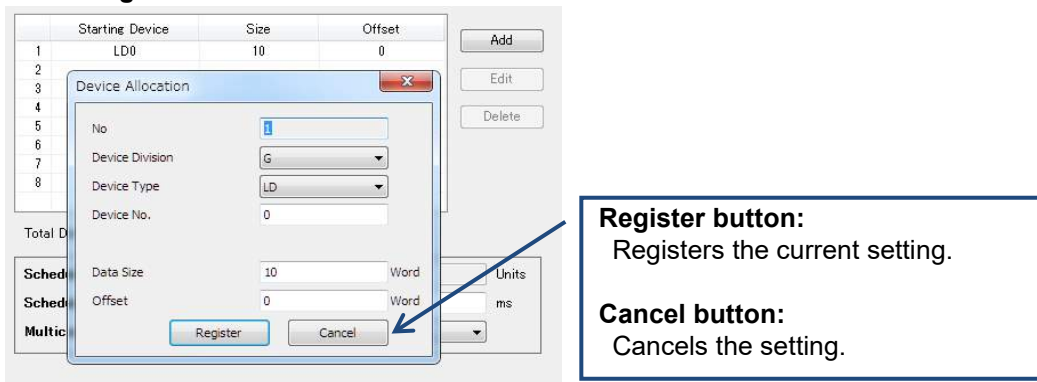 Starting Device Size Offset
1 LD0 10 0
2
3
4
5
6
7
8
Add
Edit
Delete
Device Allocation
No 1
Device Division G
Device Type LD
Device No. 0
Data Size 10 Word
Offset 0 Word
Register Cancel
Total D
Sched Units
Sched ms
Multic
Register button:
Registers the current setting.
Cancel button:
Cancels the setting.